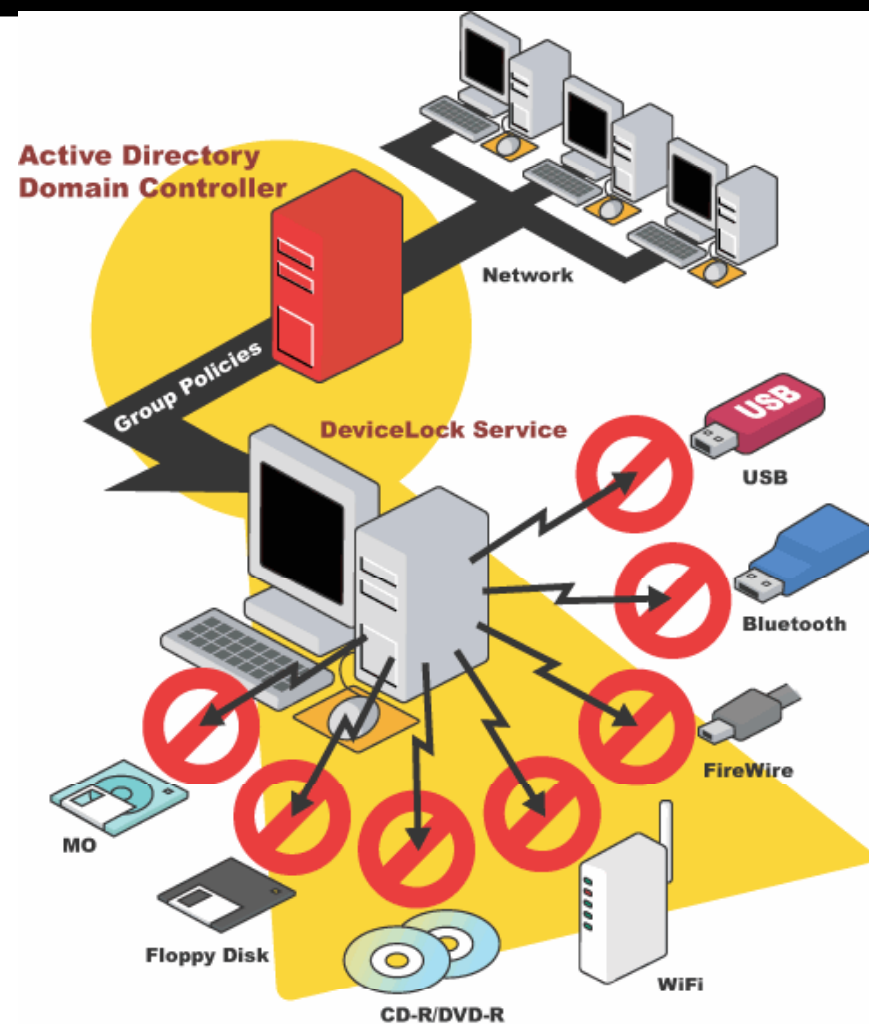 Active Directory
Domain Controller
Network
Group Policies
DeviceLock Service
USB
USB
Bluetooth
FireWire
MO
Floppy Disk
WiFi
CD-R/DVD-R